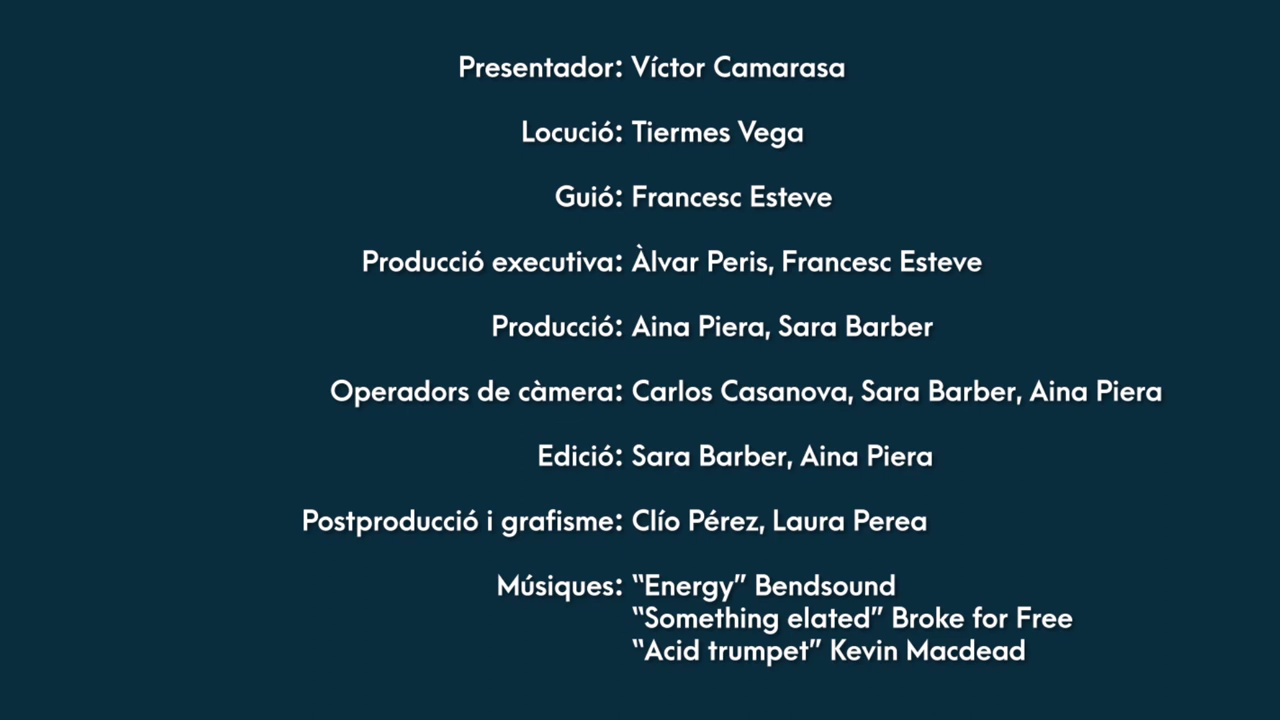 Presentador: Víctor Camarasa
Locució: Tiermes Vega
Guió: Francesc Esteve
Producció executiva: Àlvar Peris, Francesc Esteve
Producció: Aina Piera, Sara Barber
Operadors de càmera: Carlos Casanova, Sara Barber, Aina Piera
Edició: Sara Barber, Aina Piera
Postproducció i grafisme: Clío Pérez, Laura Perea
Músiques: “Energy” Bendsound
“Something elated” Broke for Free
“Acid trumpet” Kevin Macdead